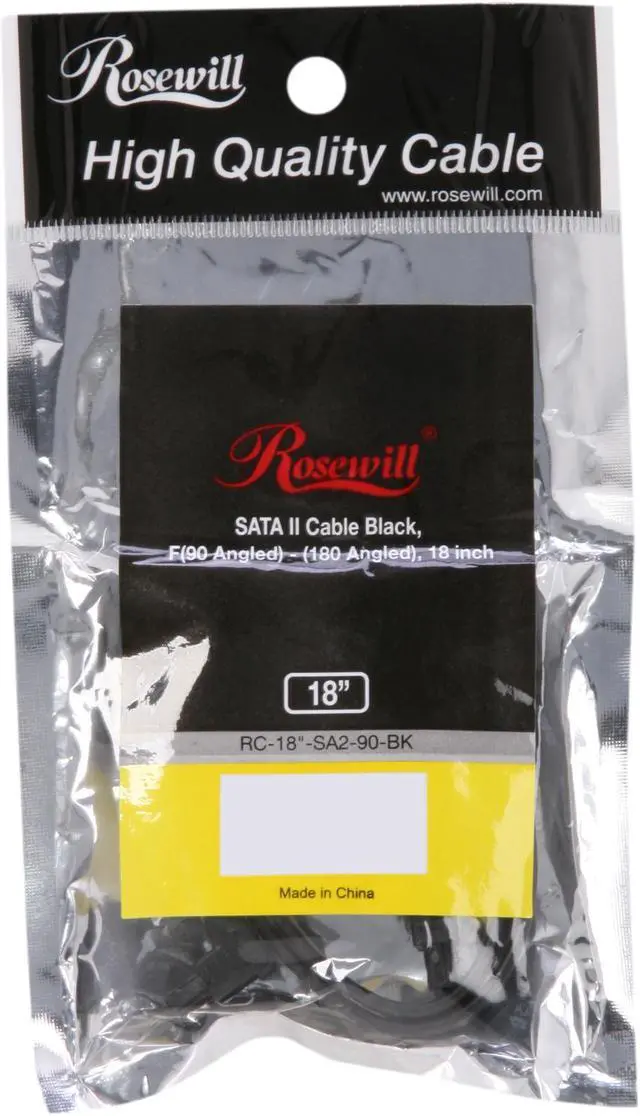 Rosewill
High Quality Cable
www.rosewill.com
Rosewill®
SATA II Cable Black,
F(90 Angled) - (180 Angled), 18 inch
18”
RC-18"-SA2-90-BK
Made in China